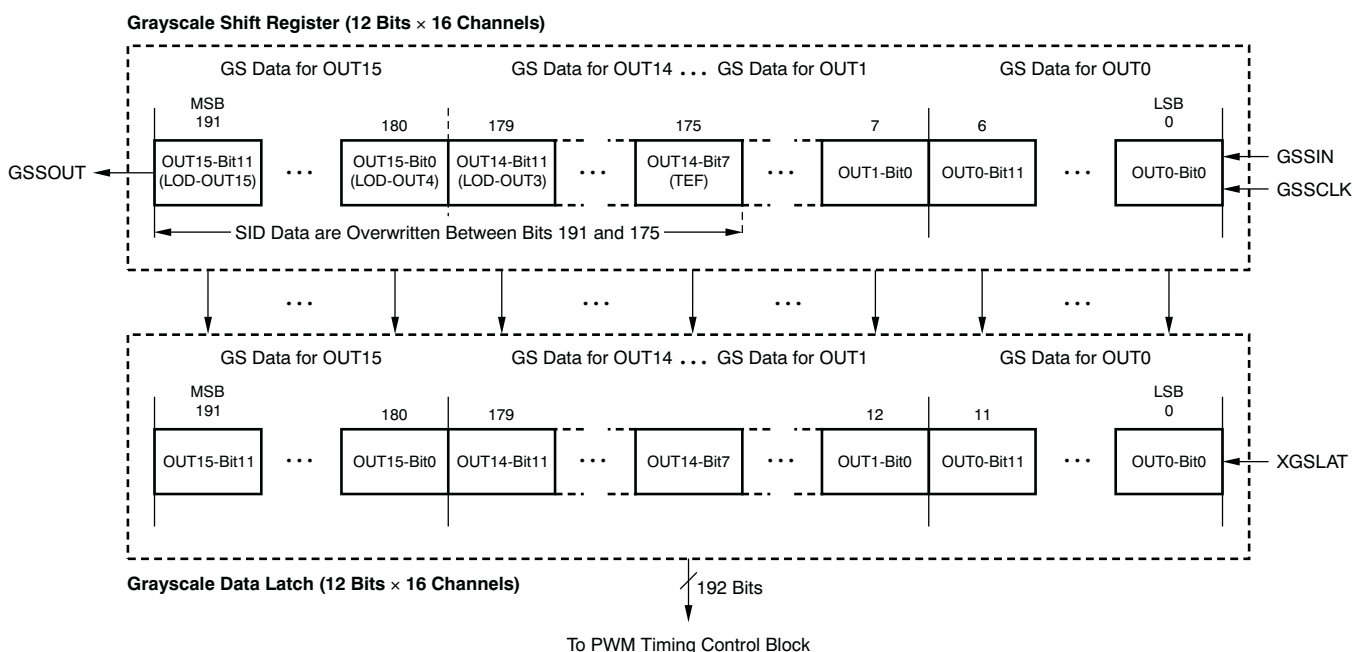 Grayscale Shift Register (12 Bits × 16 Channels)
GS Data for OUT15
GS Data for OUT14 ... GS Data for OUT1
GS Data for OUT0
MSB
191
180
179
175
7
6
LSB
0
GSSOUT
OUT15-Bit11
(LOD-OUT15)
...
OUT15-Bit0
(LOD-OUT4)
OUT14-Bit11
(LOD-OUT3)
...
OUT14-Bit7
(TEF)
...
OUT1-Bit0
OUT0-Bit11
...
OUT0-Bit0
GSSIN
GSSCLK
SID Data are Overwritten Between Bits 191 and 175
... ... ... ...
GS Data for OUT15
GS Data for OUT14 ... GS Data for OUT1
GS Data for OUT0
MSB
191
180
179
12
11
LSB
0
OUT15-Bit11 ... OUT15-Bit0 OUT14-Bit11 ... OUT14-Bit7 ... OUT1-Bit0 OUT0-Bit11 ... OUT0-Bit0
XGSLAT
Grayscale Data Latch (12 Bits × 16 Channels)
192 Bits
To PWM Timing Control Block